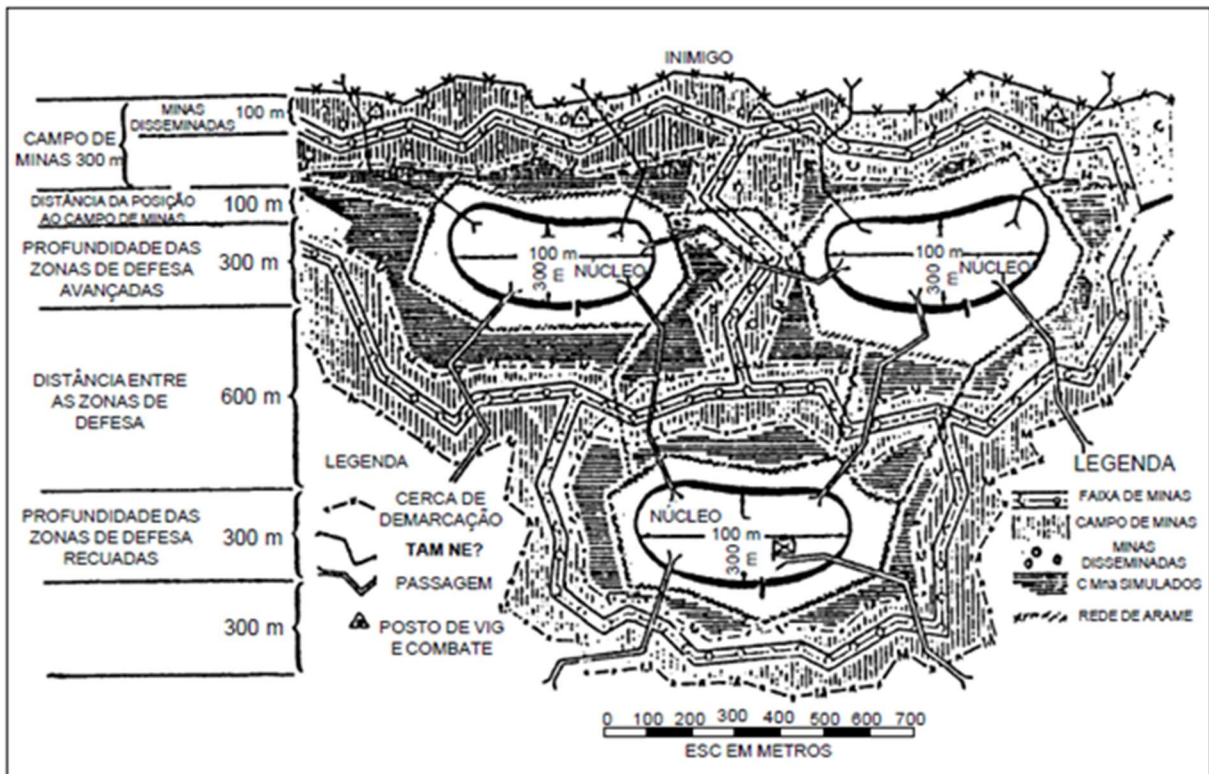 INIMIGO
MINAS
DISSEMINADAS
100 m
CAMPO DE
MINAS 300 m
DISTÂNCIA DA POSIÇÃO
AO CAMPO DE MINAS
100 m
PROFUNDIDADE DAS
ZONAS DE DEFESA
AVANÇADAS
300 m
100 m
300 m
NÚCLEO
100 m
300 m
NÚCLEO
DISTÂNCIA ENTRE
AS ZONAS DE
DEFESA
600 m
PROFUNDIDADE DAS
ZONAS DE DEFESA
RECUADAS
300 m
300 m
LEGENDA
CERCA DE
DEMARCAÇÃO
TAM NE?
PASSAGEM
POSTO DE VIG
E COMBATE
NÚCLEO
100 m
300 m
LEGENDA
FAIXA DE MINAS
CAMPO DE MINAS
MINAS
DISSEMINADAS
C Mna SIMULADOS
REDE DE ARAME
0 100 200 300 400 500 600 700
ESC EM METROS